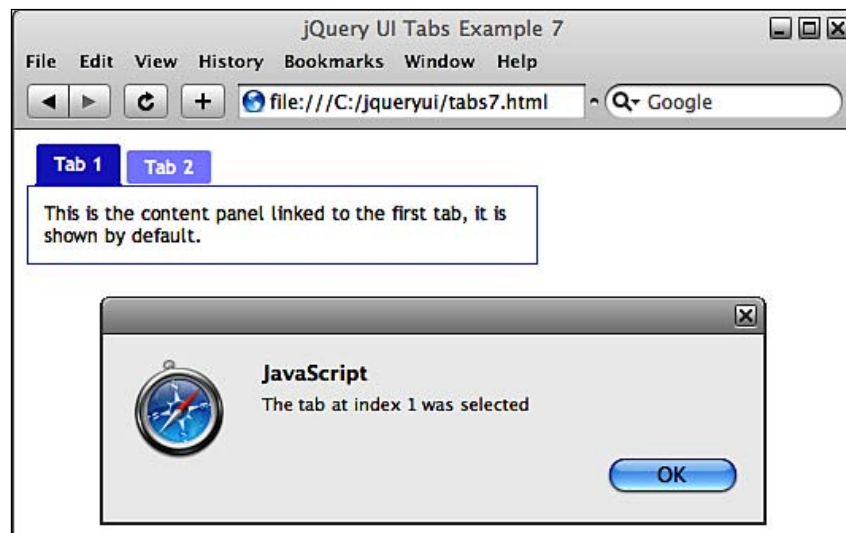 jQuery UI Tabs Example 7
File Edit View History Bookmarks Window Help
file:///C:/jqueryui/tabs7.html
Google
Tab 1
Tab 2
This is the content panel linked to the first tab, it is
shown by default.
JavaScript
The tab at index 1 was selected
OK